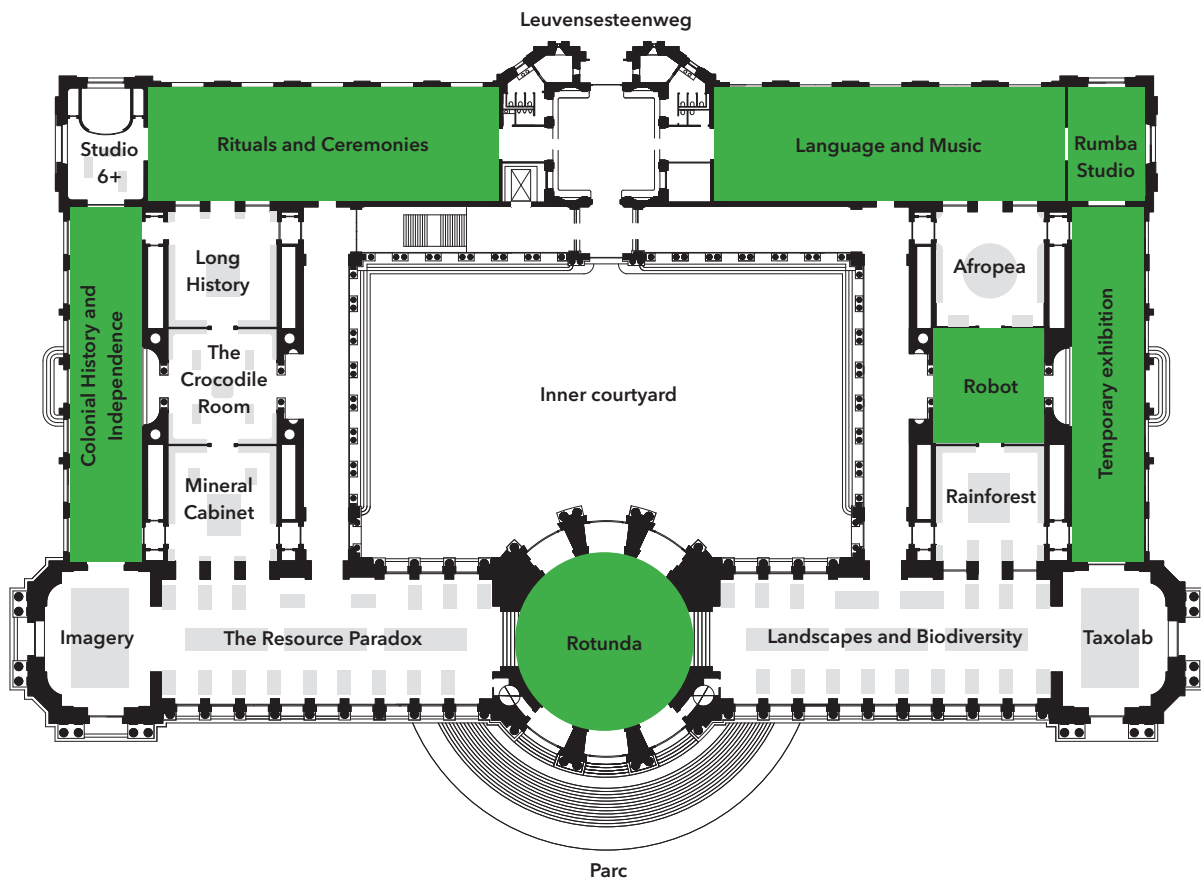 Leuvensesteenweg
Studio
6+
Rituals and Ceremonies
Language and Music
Rumba
Studio
Long
History
Afropea
Colonial History and
Independence
The
Crocodile
Room
Inner courtyard
Robot
Temporary exhibition
Mineral
Cabinet
Rainforest
Imagery
The Resource Paradox
Rotunda
Landscapes and Biodiversity
Taxolab
Parc